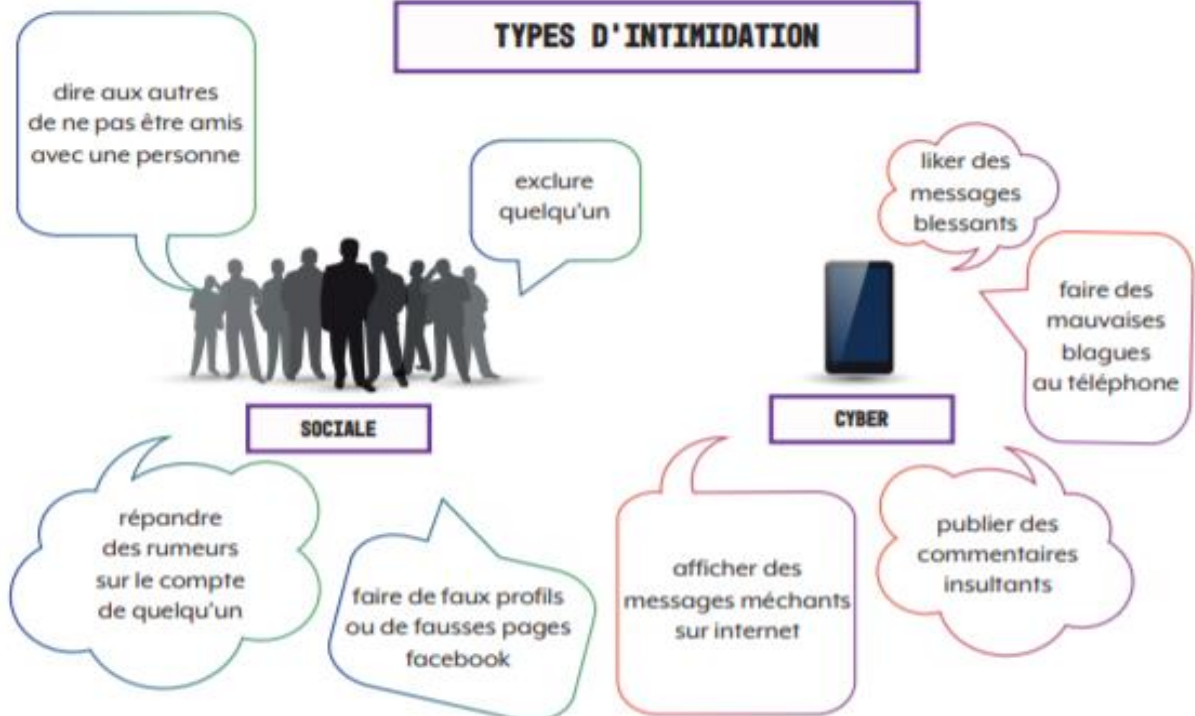 TYPES D'INTIMIDATION
dire aux autres
de ne pas être amis
avec une personne
exclure
quelqu'un
SOCIALE
répandre
des rumeurs
sur le compte
de quelqu'un
faire de faux profils
ou de fausses pages
facebook
liker des
messages
blessants
faire des
mauvaises
blagues
au téléphone
CYBER
afficher des
messages méchants
sur internet
publier des
commentaires
insultants